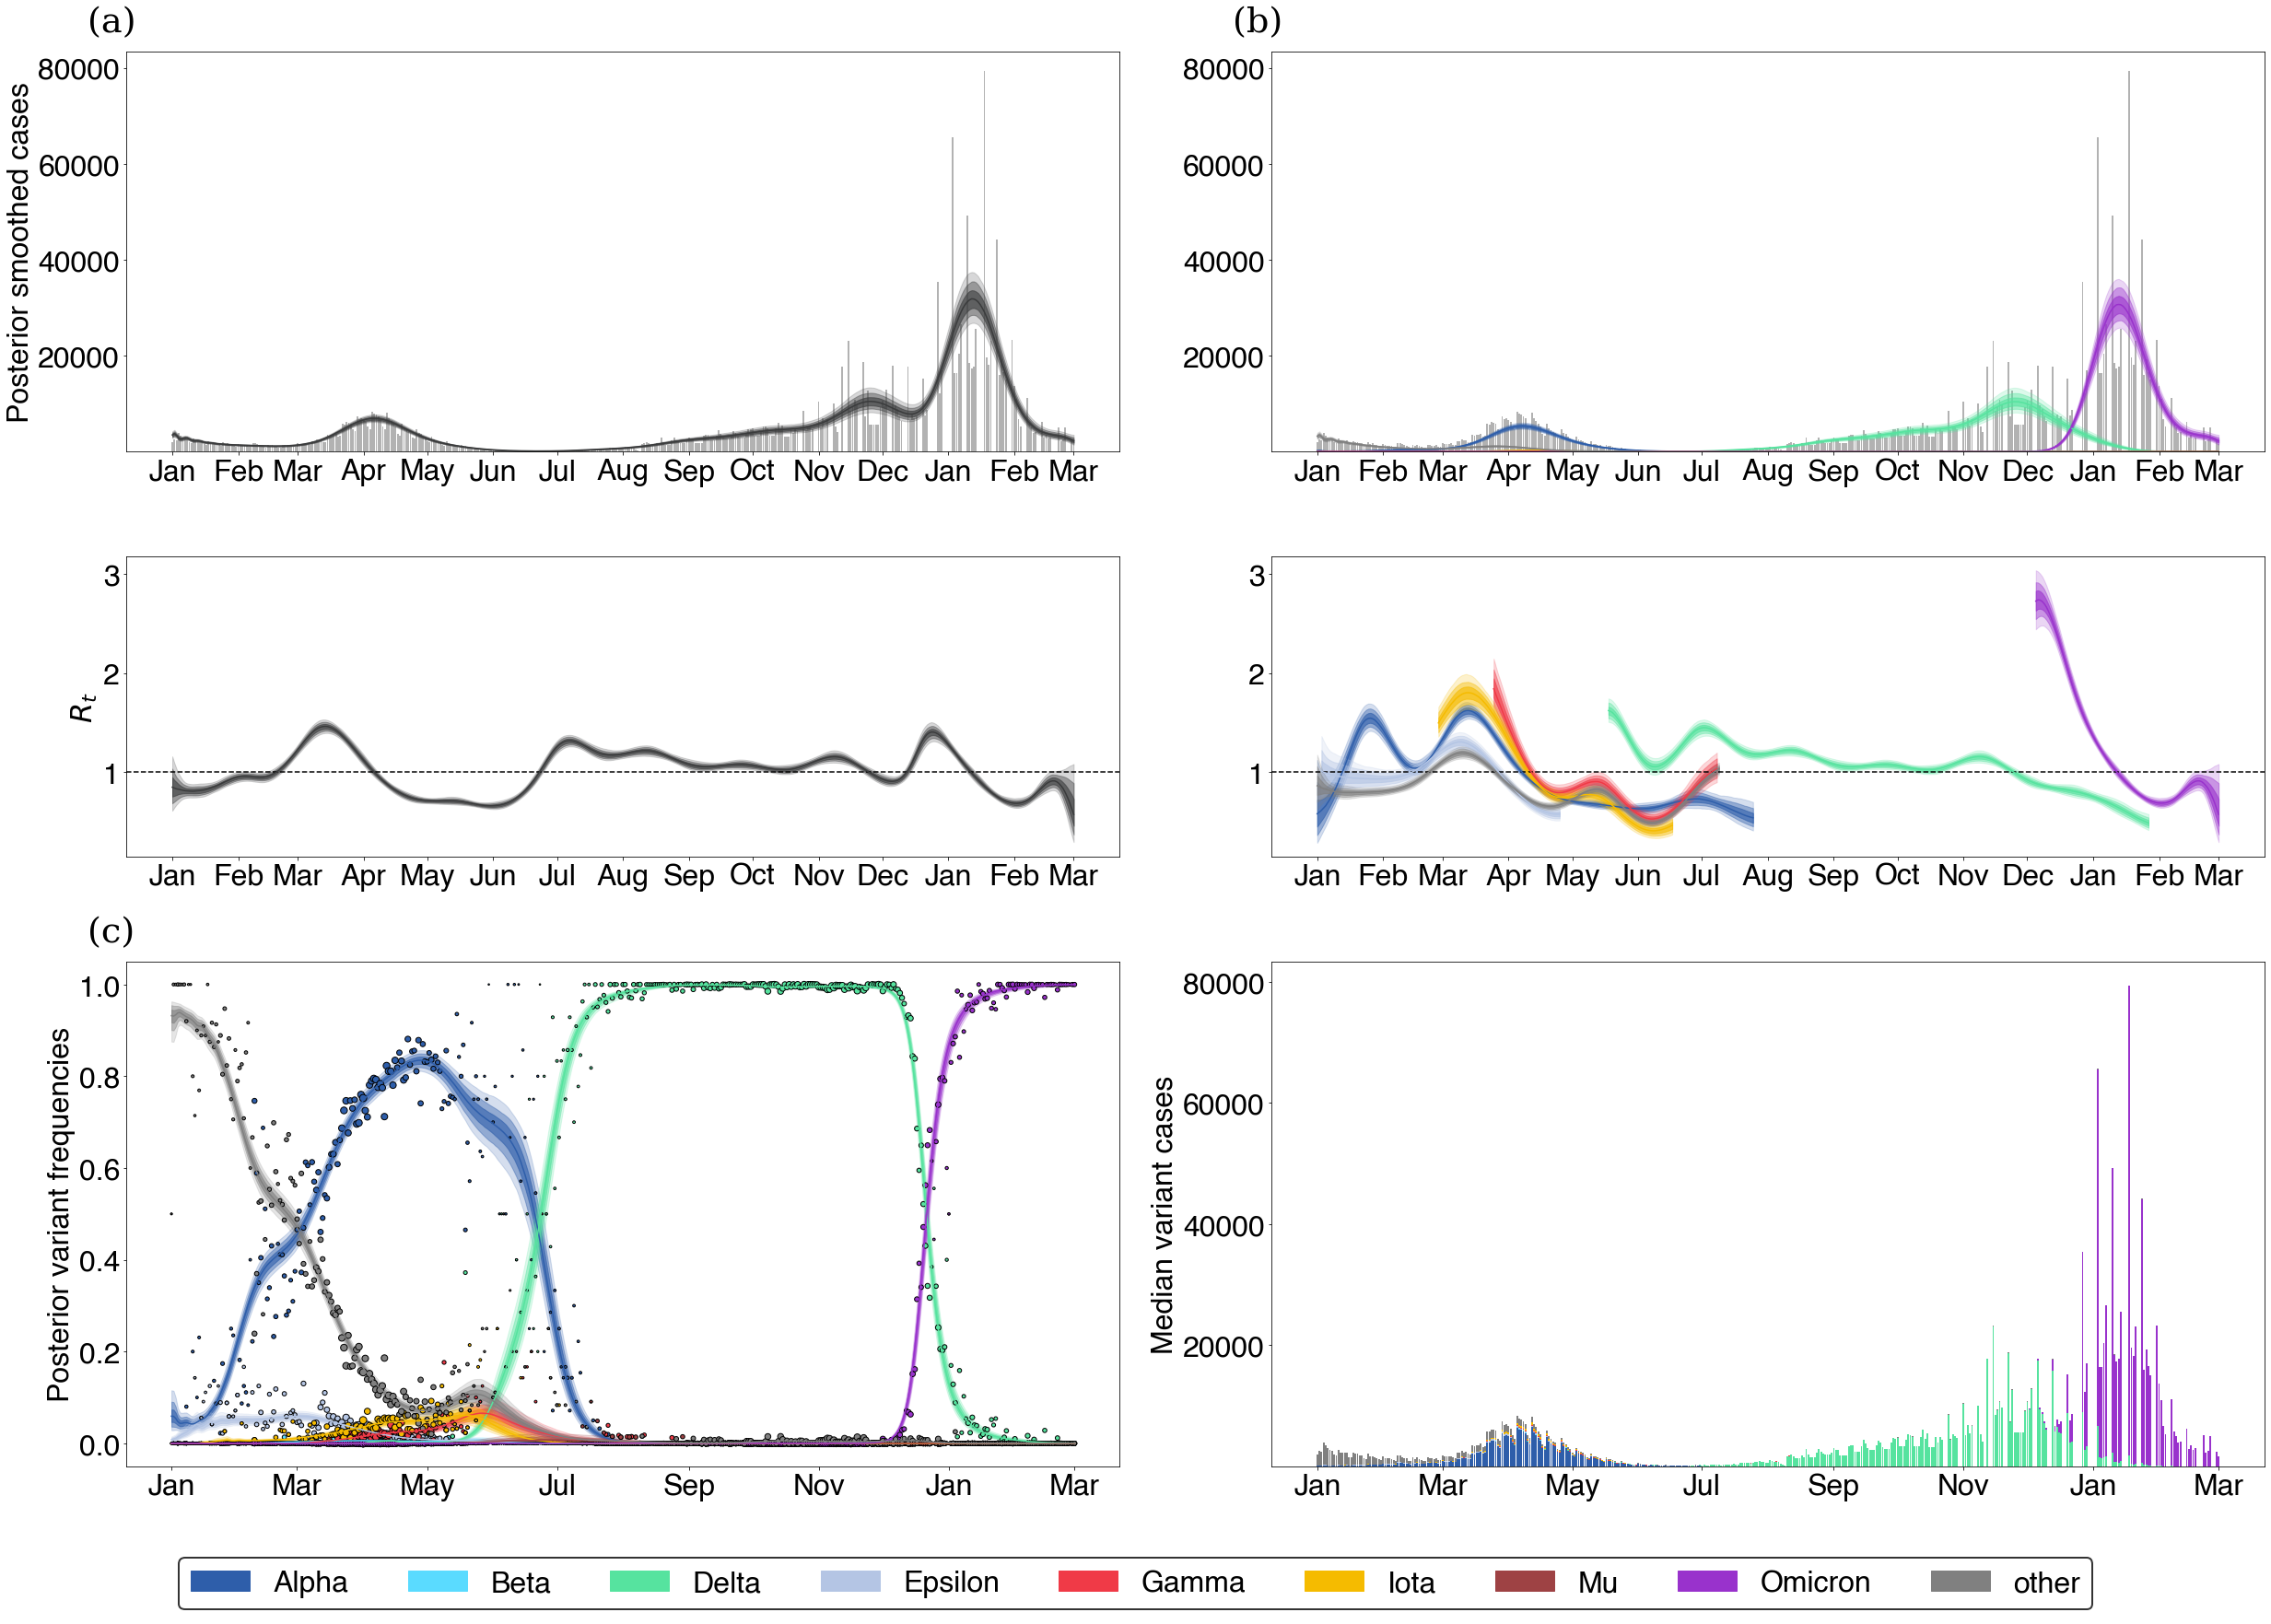 (a)
(b)
Posterior smoothed cases
80000
60000
40000
20000
Jan Feb Mar Apr May Jun Jul Aug Sep Oct Nov Dec Jan Feb Mar
80000
60000
40000
20000
Jan Feb Mar Apr May Jun Jul Aug Sep Oct Nov Dec Jan Feb Mar
R_t
3
2
1
Jan Feb Mar Apr May Jun Jul Aug Sep Oct Nov Dec Jan Feb Mar
3
2
1
Jan Feb Mar Apr May Jun Jul Aug Sep Oct Nov Dec Jan Feb Mar
(c)
Posterior variant frequencies
1.0
0.8
0.6
0.4
0.2
0.0
Jan Mar May Jul Sep Nov Jan Mar
Median variant cases
80000
60000
40000
20000
Jan Mar May Jul Sep Nov Jan Mar
Alpha Beta Delta Epsilon Gamma Iota Mu Omicron other